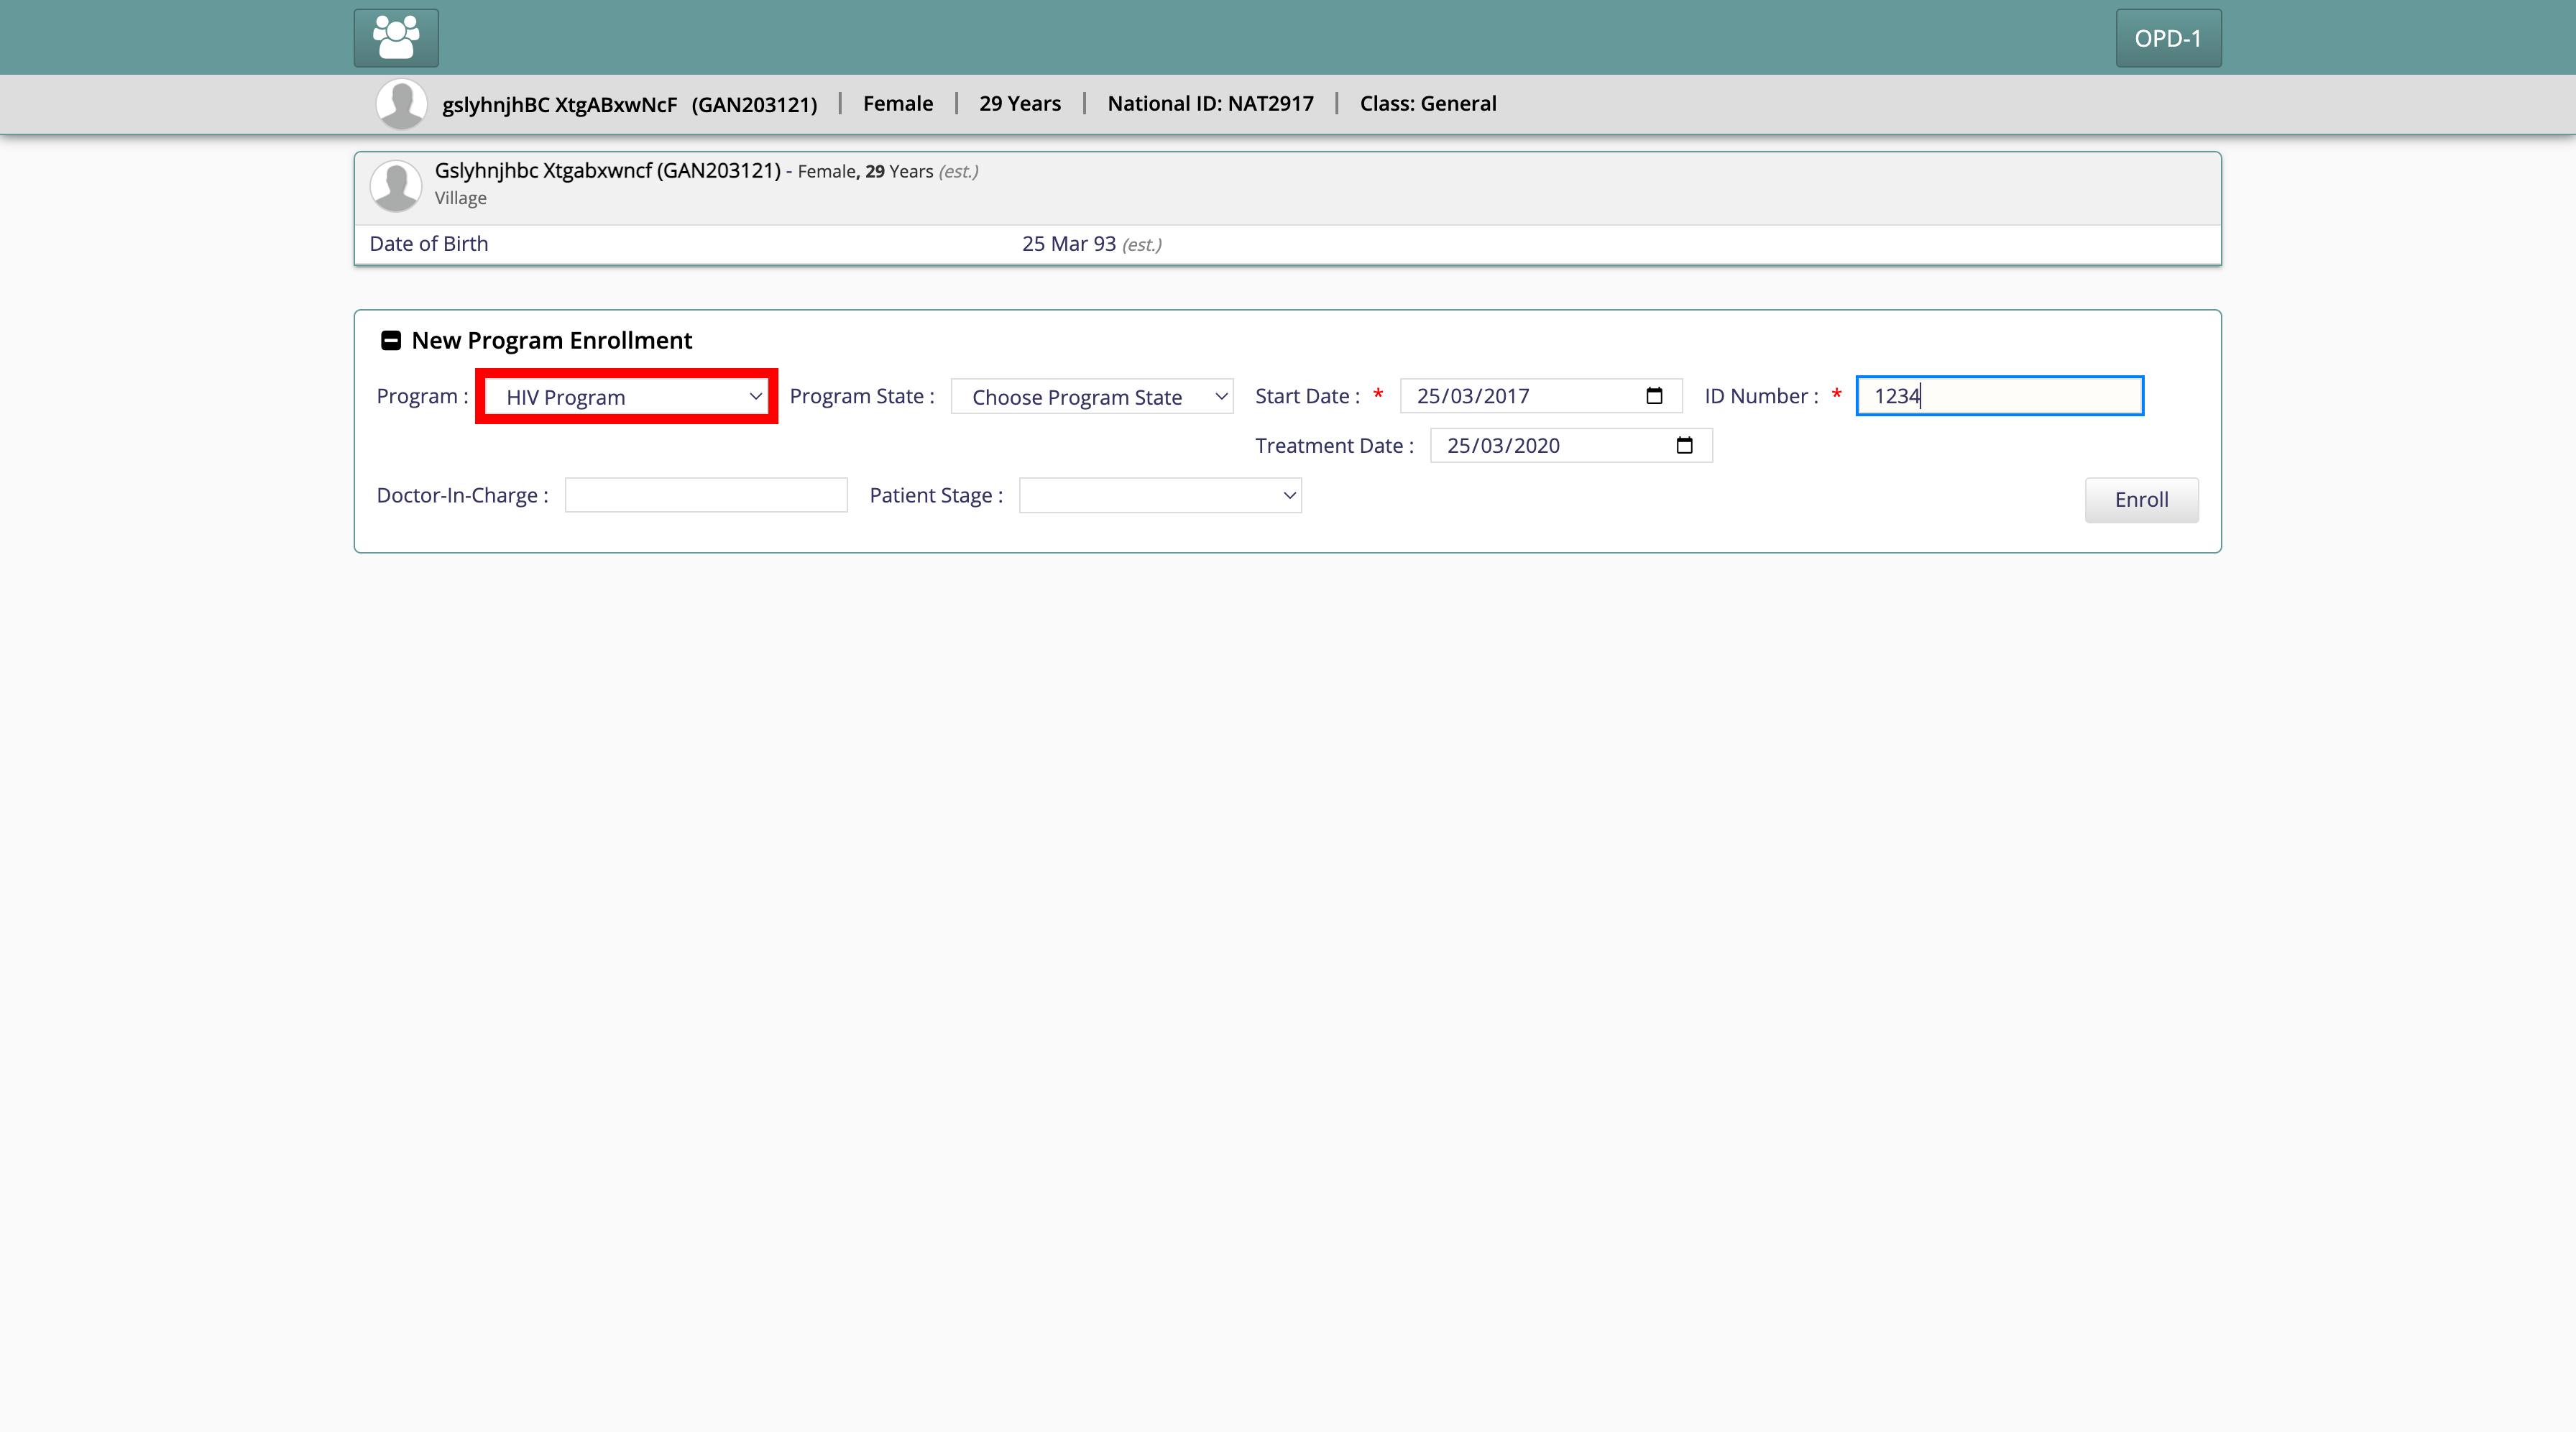 OPD-1
gslyhnjhBC XtgABxwNcF (GAN203121) | Female | 29 Years | National ID: NAT2917 | Class: General
Gslyhnjhbc Xtgabxwncf (GAN203121) - Female, 29 Years (est.)
Village
Date of Birth 25 Mar 93 (est.)
New Program Enrollment
Program : HIV Program Program State : Choose Program State Start Date : * 25/03/2017 ID Number : * 1234
Treatment Date : 25/03/2020
Doctor-In-Charge : Patient Stage : Enroll